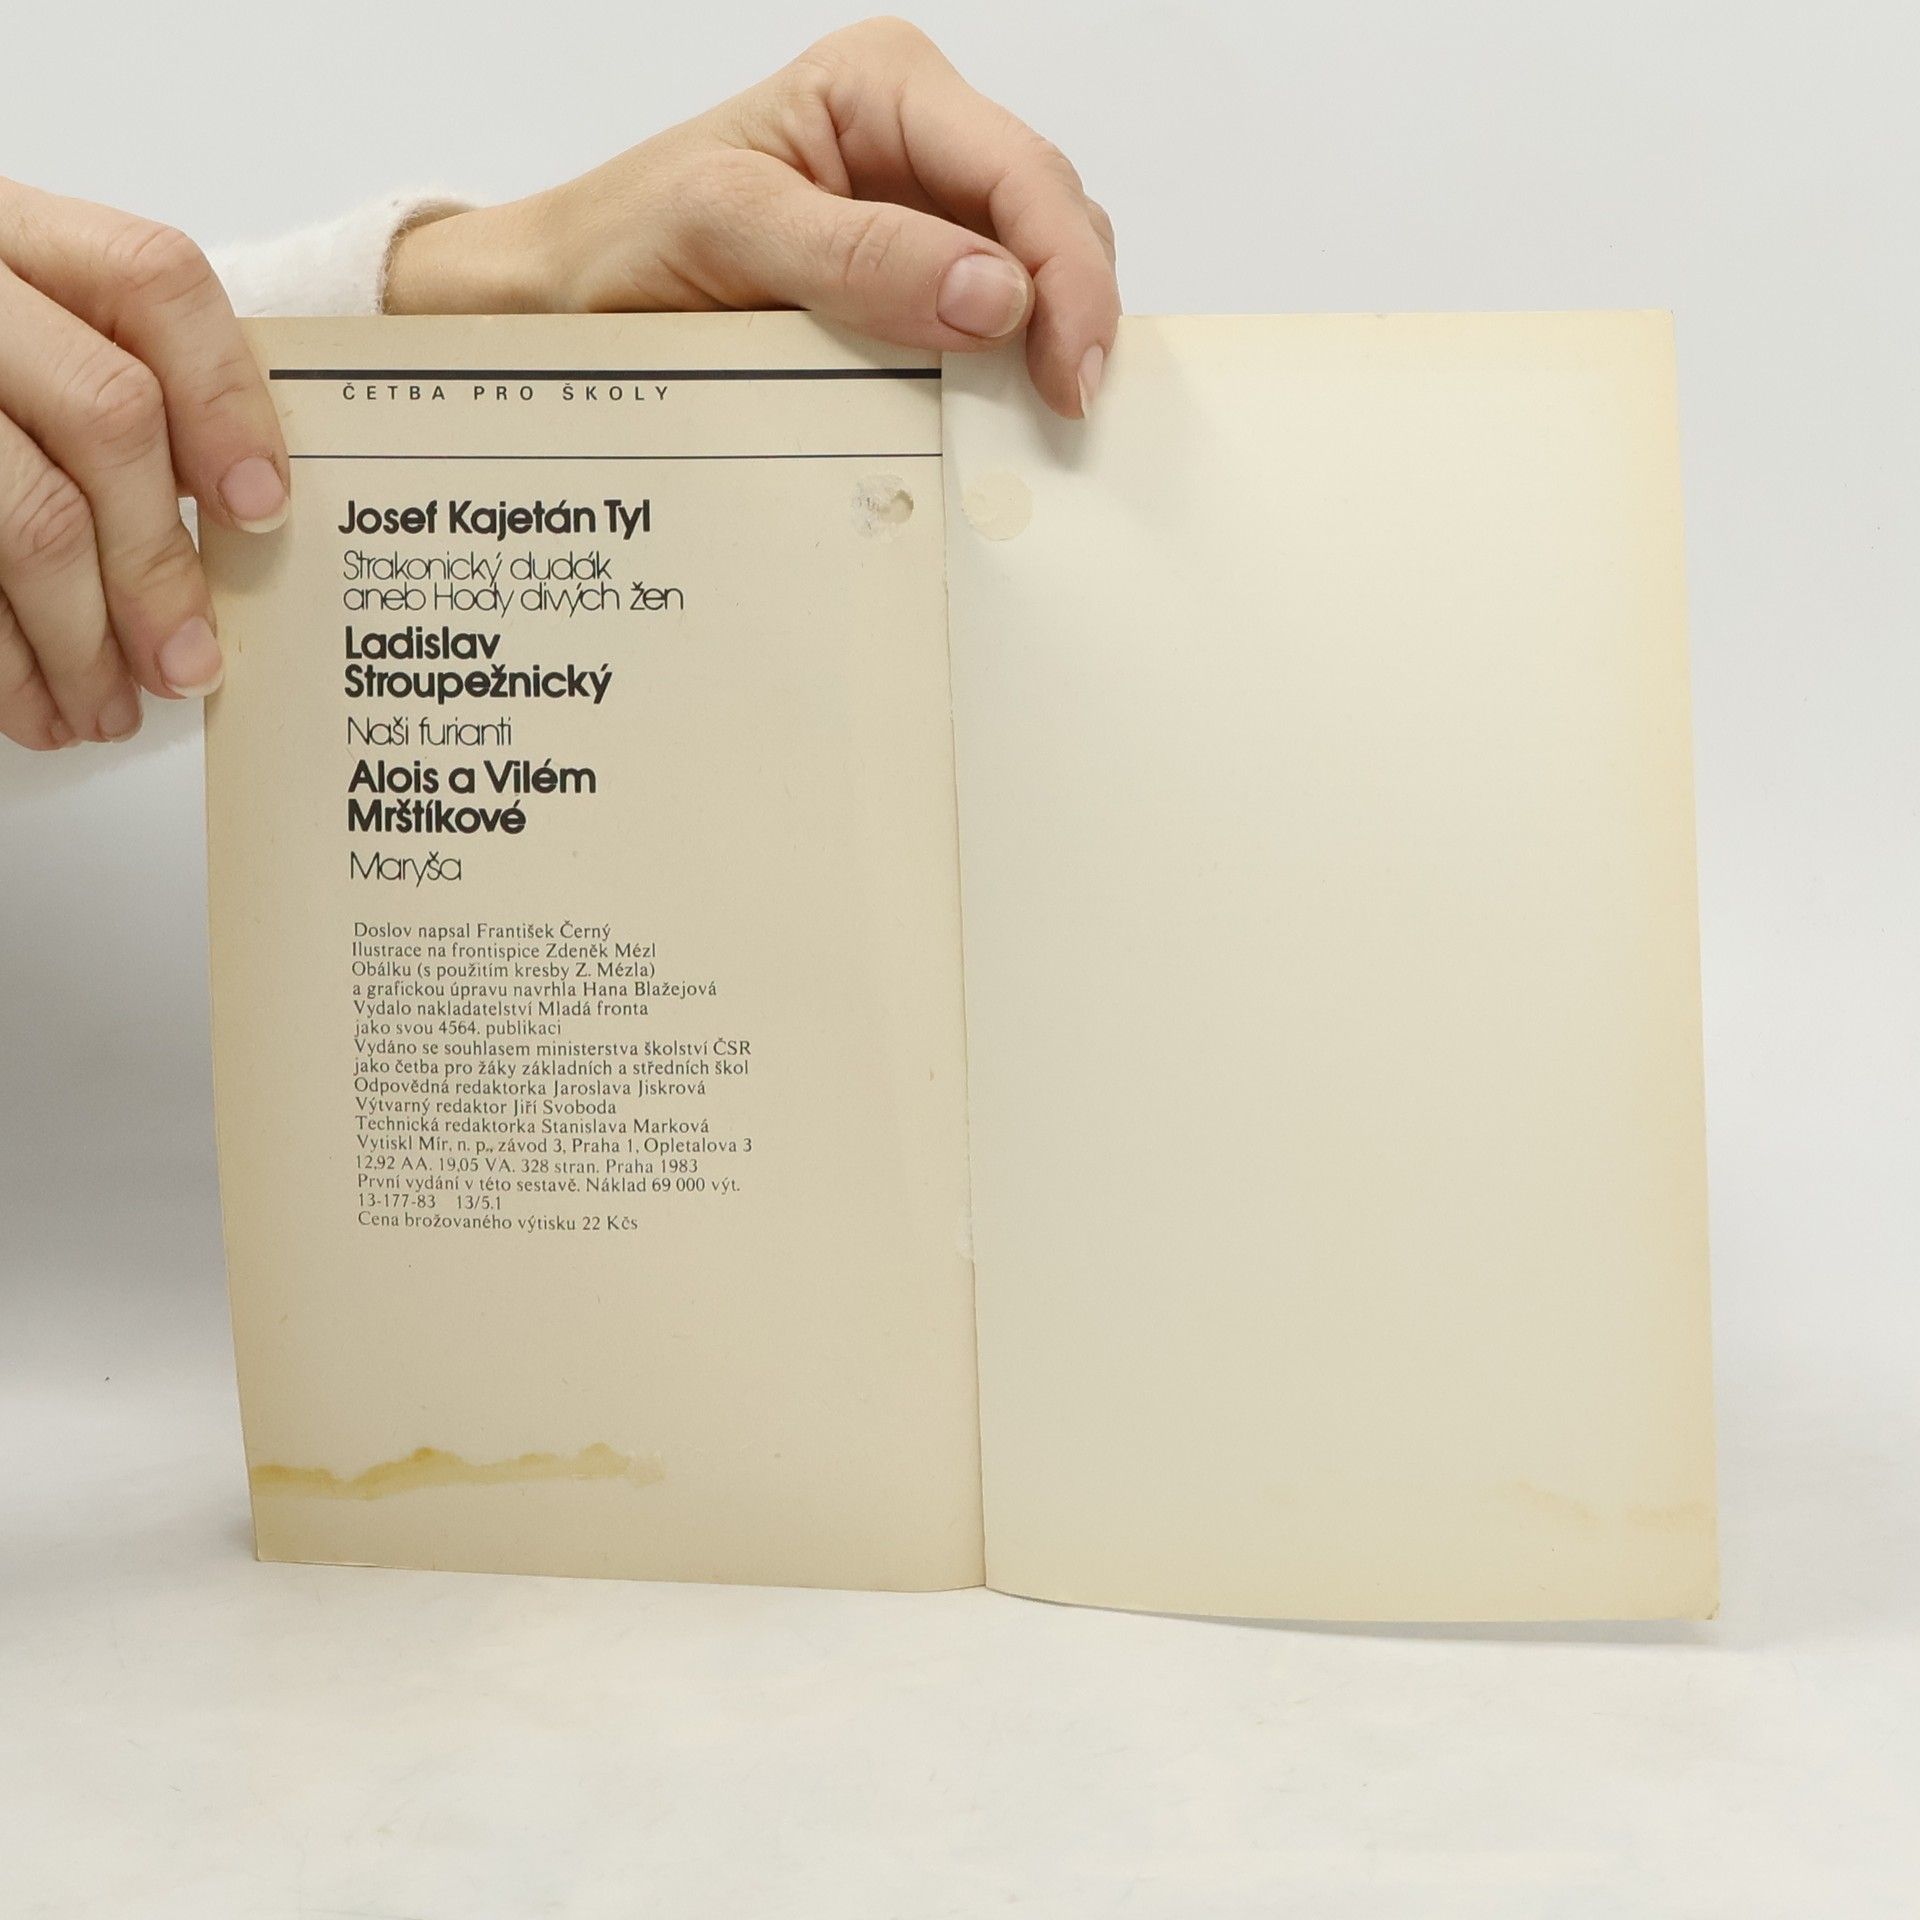 ČETBA PRO ŠKOLY
Josef Kajetán Tyl
Strakonický dudák
aneb Hody divých žen
Ladislav
Stroupežnický
Naši furianti
Alois a Vilém
Mrštíkové
Maryša
Doslov napsal František Černý
Ilustrace na frontispice Zdeněk Mézl
Obálku (s použitím kresby Z. Mézla)
a grafickou úpravu navrhla Hana Blažejová
Vydalo nakladatelství Mladá fronta
jako svou 4564. publikaci
Vydáno se souhlasem ministerstva školství ČSR
jako četba pro žáky základních a středních škol
Odpovědná redaktorka Jaroslava Jiskrová
Výtvarný redaktor Jiří Svoboda
Technická redaktorka Stanislava Marková
Vytiskl Mír, n. p., závod 3, Praha 1, Opletalova 3
12,92 AA. 19,05 VA. 328 stran. Praha 1983
První vydání v této sestavě. Náklad 69 000 výt.
13-177-83 13/5.1
Cena brožovaného výtisku 22 Kčs